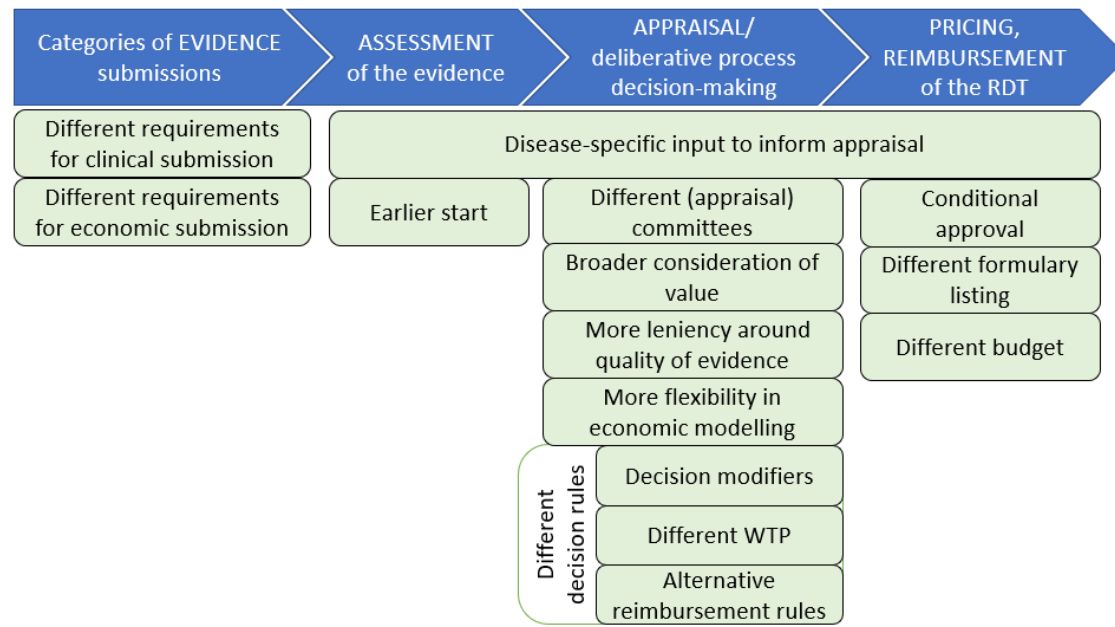 Categories of EVIDENCE
submissions
ASSESSMENT
of the evidence
APPRAISAL/
deliberative process
decision-making
PRICING,
REIMBURSEMENT
of the RDT
Different requirements
for clinical submission
Different requirements
for economic submission
Disease-specific input to inform appraisal
Earlier start
Different (appraisal)
committees
Broader consideration of
value
More leniency around
quality of evidence
More flexibility in
economic modelling
Different
decision rules
Decision modifiers
Different WTP
Alternative
reimbursement rules
Conditional
approval
Different formulary
listing
Different budget